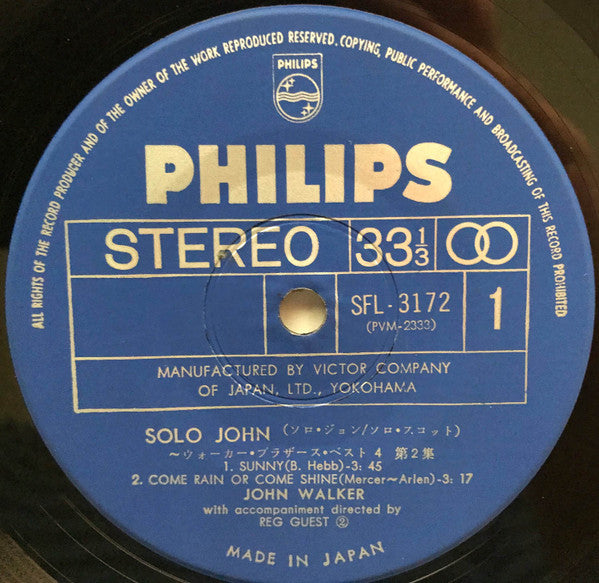 ALL RIGHTS OF THE RECORD PRODUCER AND OF THE OWNER OF THE WORK REPRODUCED RESERVED. COPYING, PUBLIC PERFORMANCE AND BROADCASTING OF THIS RECORD PROHIBITED
PHILIPS
PHILIPS
STEREO 33 1/3
SFL-3172 1
(PVM-2333)
MANUFACTURED BY VICTOR COMPANY
OF JAPAN, LTD., YOKOHAMA
SOLO JOHN (ソロ・ジョン/ソロ・スコット)
~ウォーカー・ブラザース・ベスト 4 第2集
1. SUNNY(B. Hebb)-3: 45
2. COME RAIN OR COME SHINE(Mercer~Arlen)-3: 17
JOHN WALKER
with accompaniment directed by
REG GUEST ②
MADE IN JAPAN